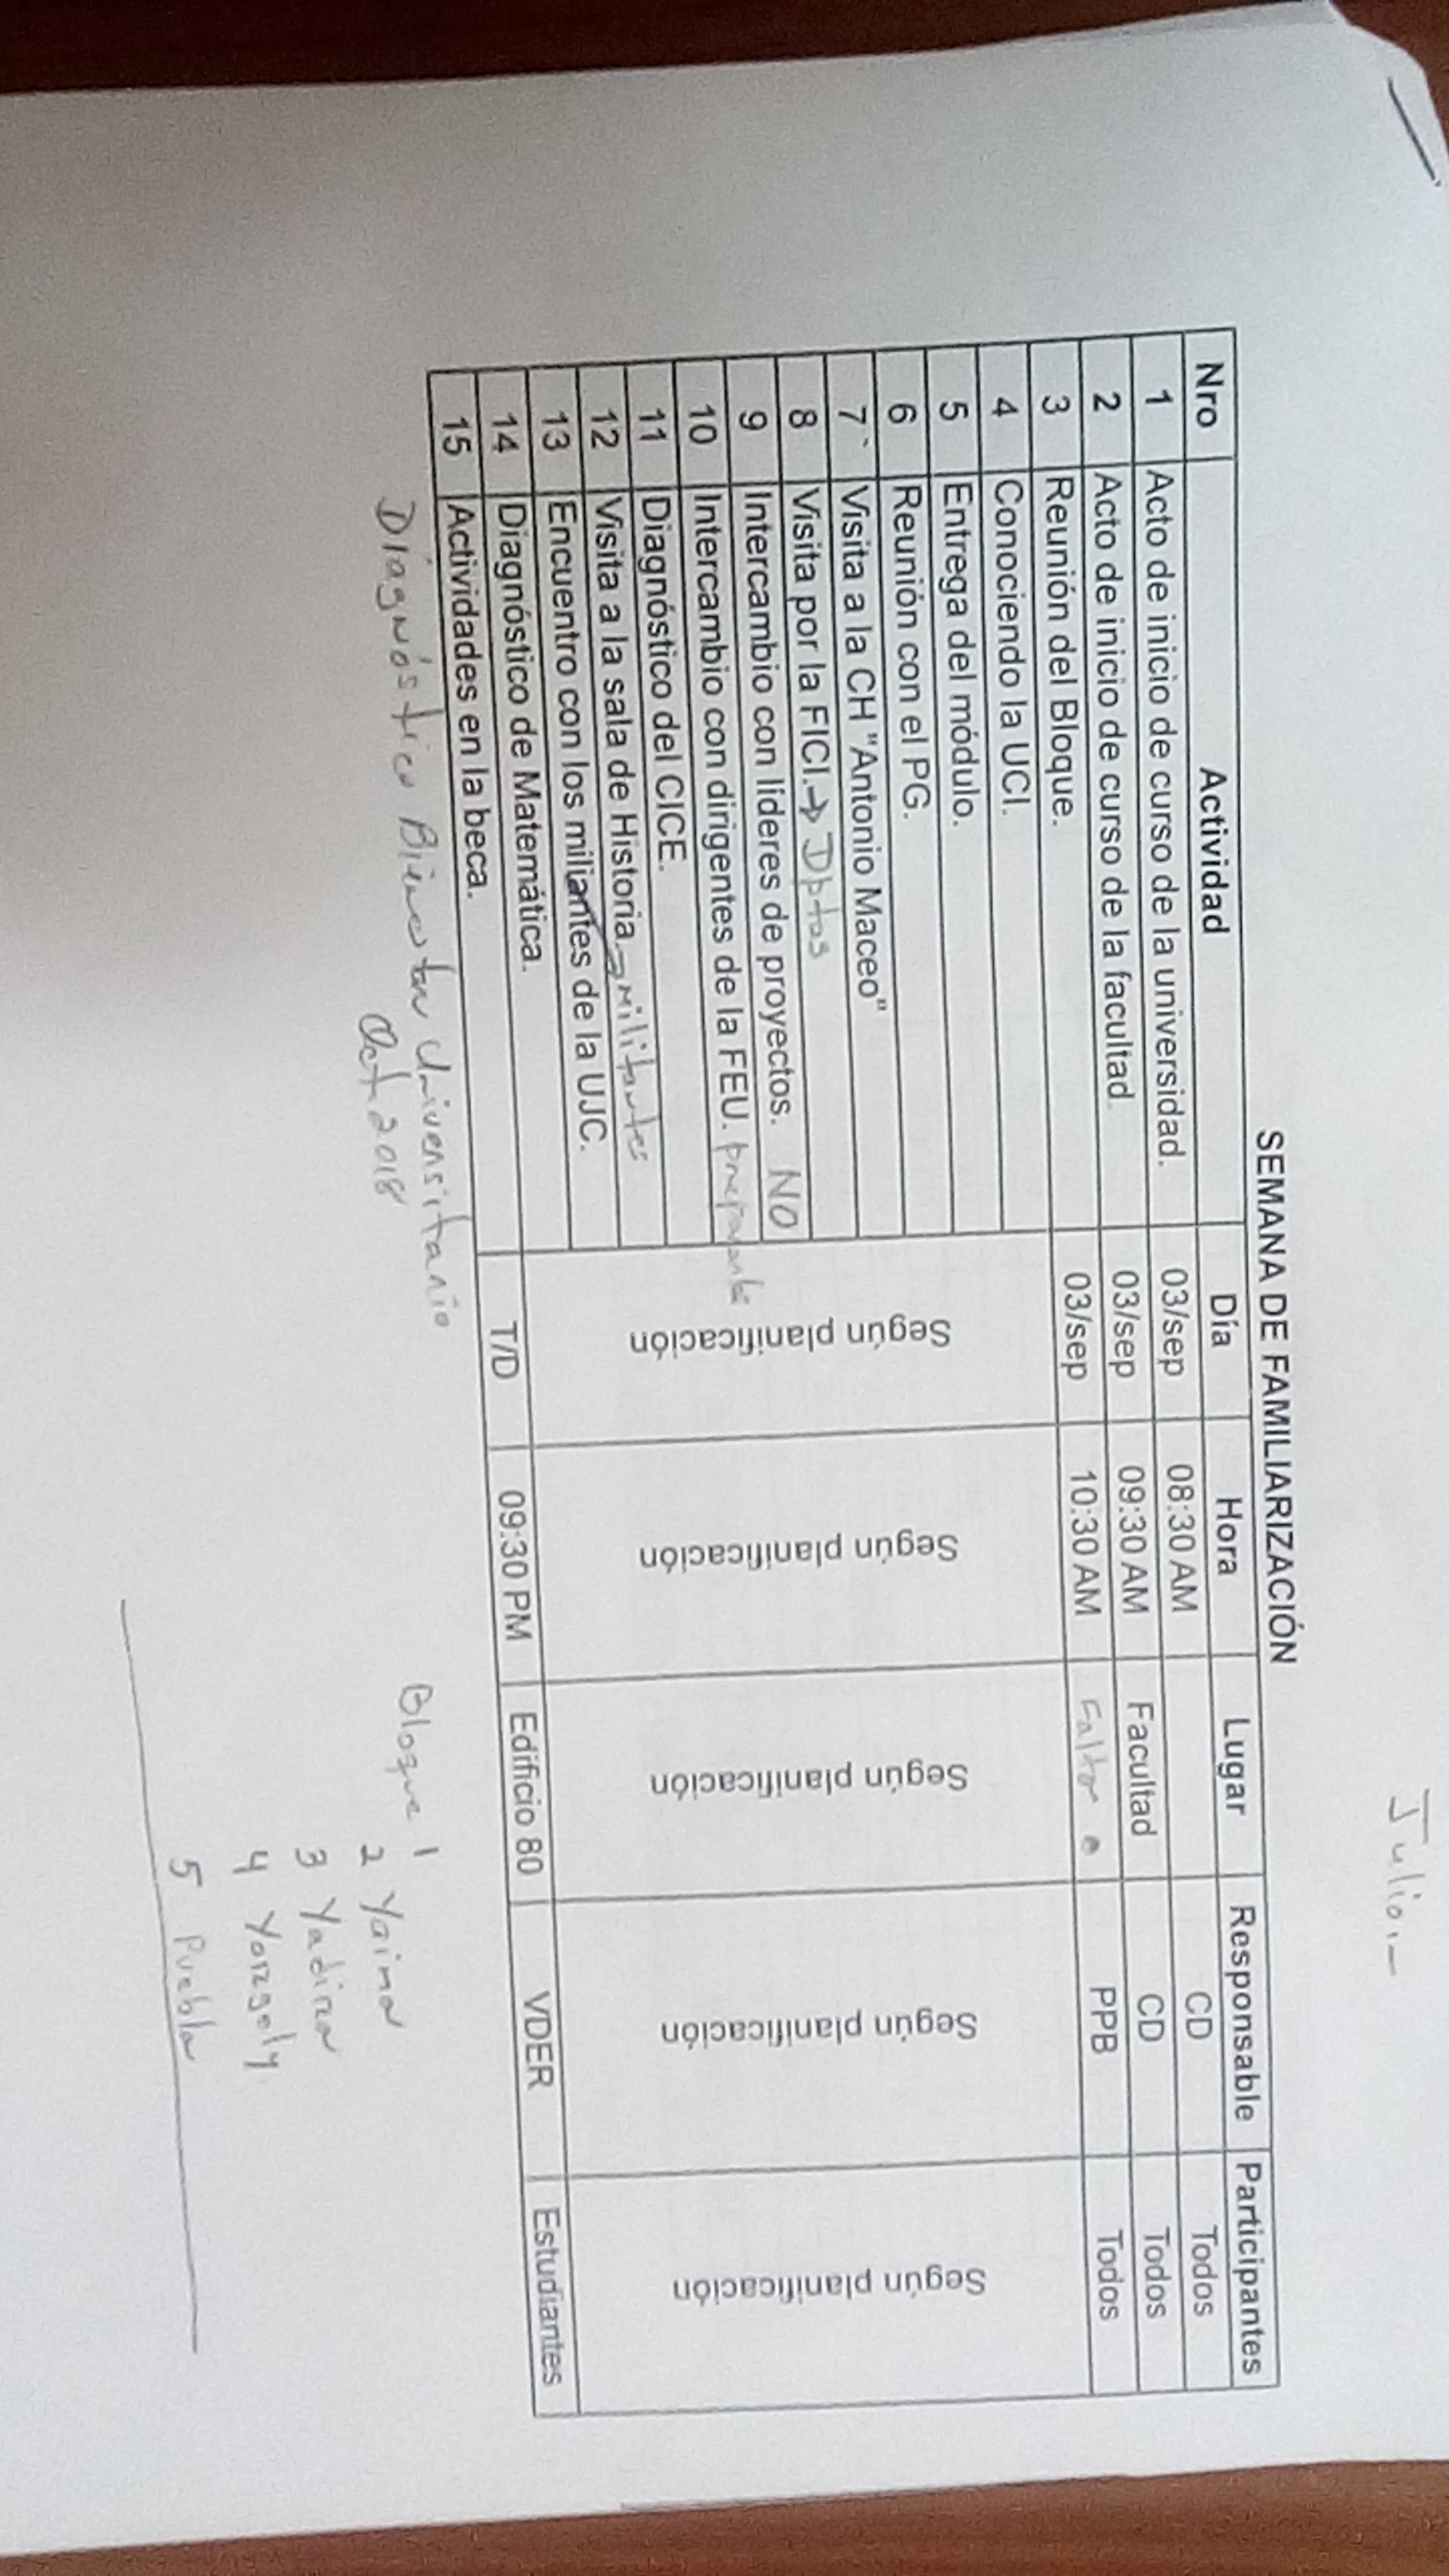 Julio.-
SEMANA DE FAMILIARIZACIÓN
Nro Actividad Día Hora Lugar Responsable Participantes
1 Acto de inicio de curso de la universidad. 03/sep 08:30 AM CD Todos
2 Acto de inicio de curso de la facultad. 03/sep 09:30 AM Facultad CD Todos
3 Reunión del Bloque. 03/sep 10:30 AM PPB Todos
4 Conociendo la UCI. Según planificación Según planificación Según planificación Según planificación Según planificación
5 Entrega del módulo.
6 Reunión con el PG.
7 Visita a la CH "Antonio Maceo"
8 Visita por la FICI. → Dptos
9 Intercambio con líderes de proyectos. NO
10 Intercambio con dirigentes de la FEU.
11 Diagnóstico del CICE.
12 Visita a la sala de Historia. militantes
13 Encuentro con los miliantes de la UJC.
14 Diagnóstico de Matemática.
15 Actividades en la beca. T/D 09:30 PM Edificio 80 VDER Estudiantes
Diagnóstico Bienestar Universitario
Oct 2018
Bloque 1
2 Yaima
3 Yadira
4
5 Puebla